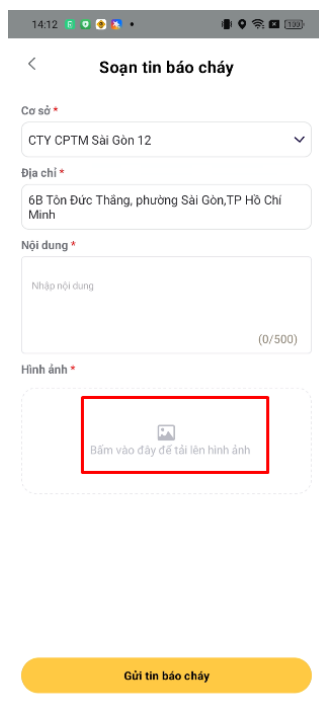 14:12
100
Soạn tin báo cháy
Cơ sở *
CTY CPTM Sài Gòn 12
Địa chỉ *
6B Tôn Đức Thắng, phường Sài Gòn,TP Hồ Chí
Minh
Nội dung *
Nhập nội dung
(0/500)
Hình ảnh *
Bấm vào đây để tải lên hình ảnh
Gửi tin báo cháy